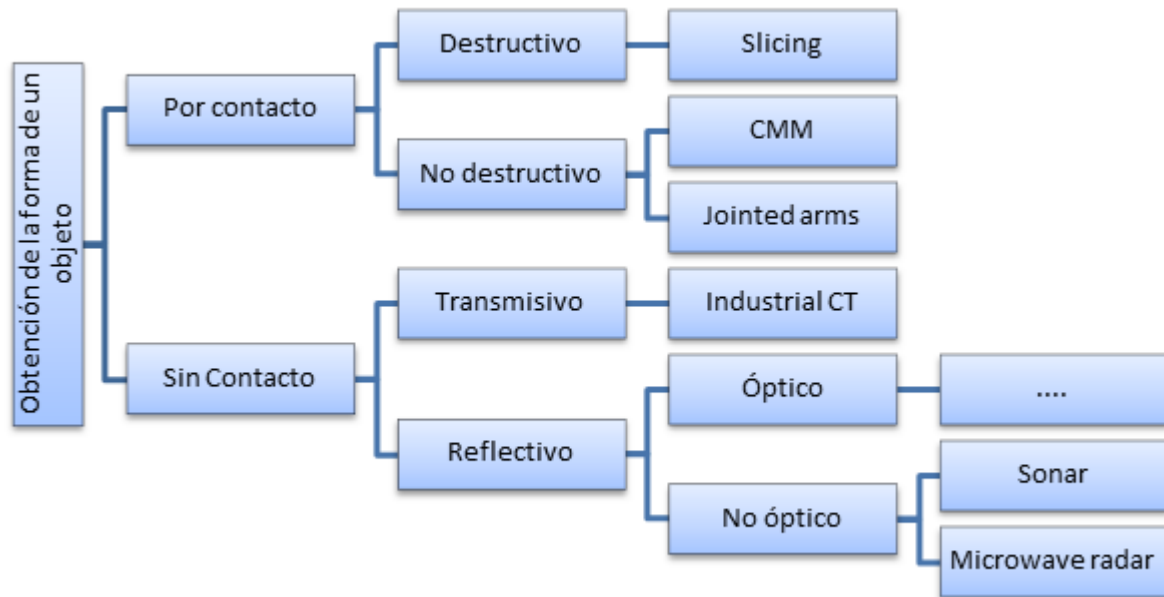 Obtención de la forma de un
objeto
Por contacto
Destructivo
Slicing
No destructivo
CMM
Jointed arms
Sin Contacto
Transmisivo
Industrial CT
Reflectivo
Óptico
....
No óptico
Sonar
Microwave radar